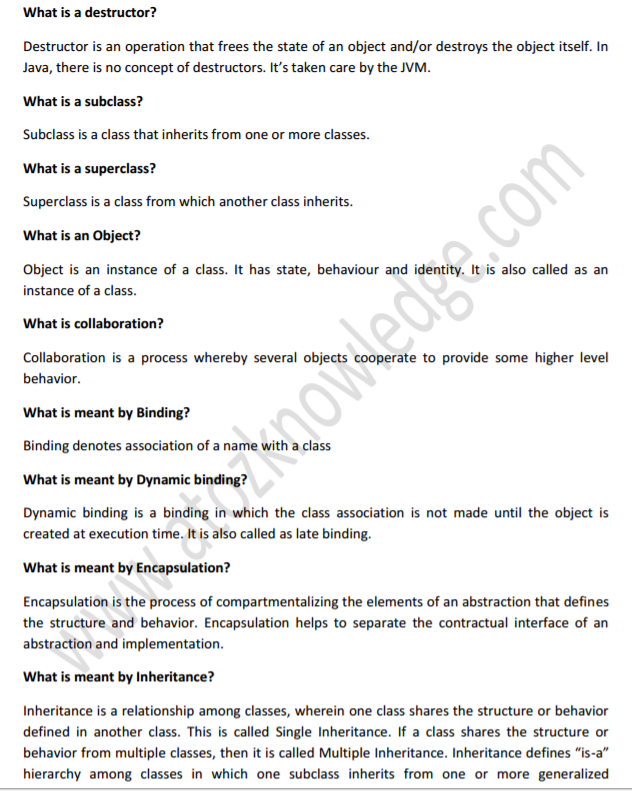 What is a destructor?
Destructor is an operation that frees the state of an object and/or destroys the object itself. In
Java, there is no concept of destructors. It’s taken care by the JVM.
What is a subclass?
Subclass is a class that inherits from one or more classes.
What is a superclass?
Superclass is a class from which another class inherits.
What is an Object?
Object is an instance of a class. It has state, behaviour and identity. It is also called as an
instance of a class.
What is collaboration?
Collaboration is a process whereby several objects cooperate to provide some higher level
behavior.
What is meant by Binding?
Binding denotes association of a name with a class
What is meant by Dynamic binding?
Dynamic binding is a binding in which the class association is not made until the object is
created at execution time. It is also called as late binding.
What is meant by Encapsulation?
Encapsulation is the process of compartmentalizing the elements of an abstraction that defines
the structure and behavior. Encapsulation helps to separate the contractual interface of an
abstraction and implementation.
What is meant by Inheritance?
Inheritance is a relationship among classes, wherein one class shares the structure or behavior
defined in another class. This is called Single Inheritance. If a class shares the structure or
behavior from multiple classes, then it is called Multiple Inheritance. Inheritance defines “is-a”
hierarchy among classes in which one subclass inherits from one or more generalized
www.atozknowledge.com